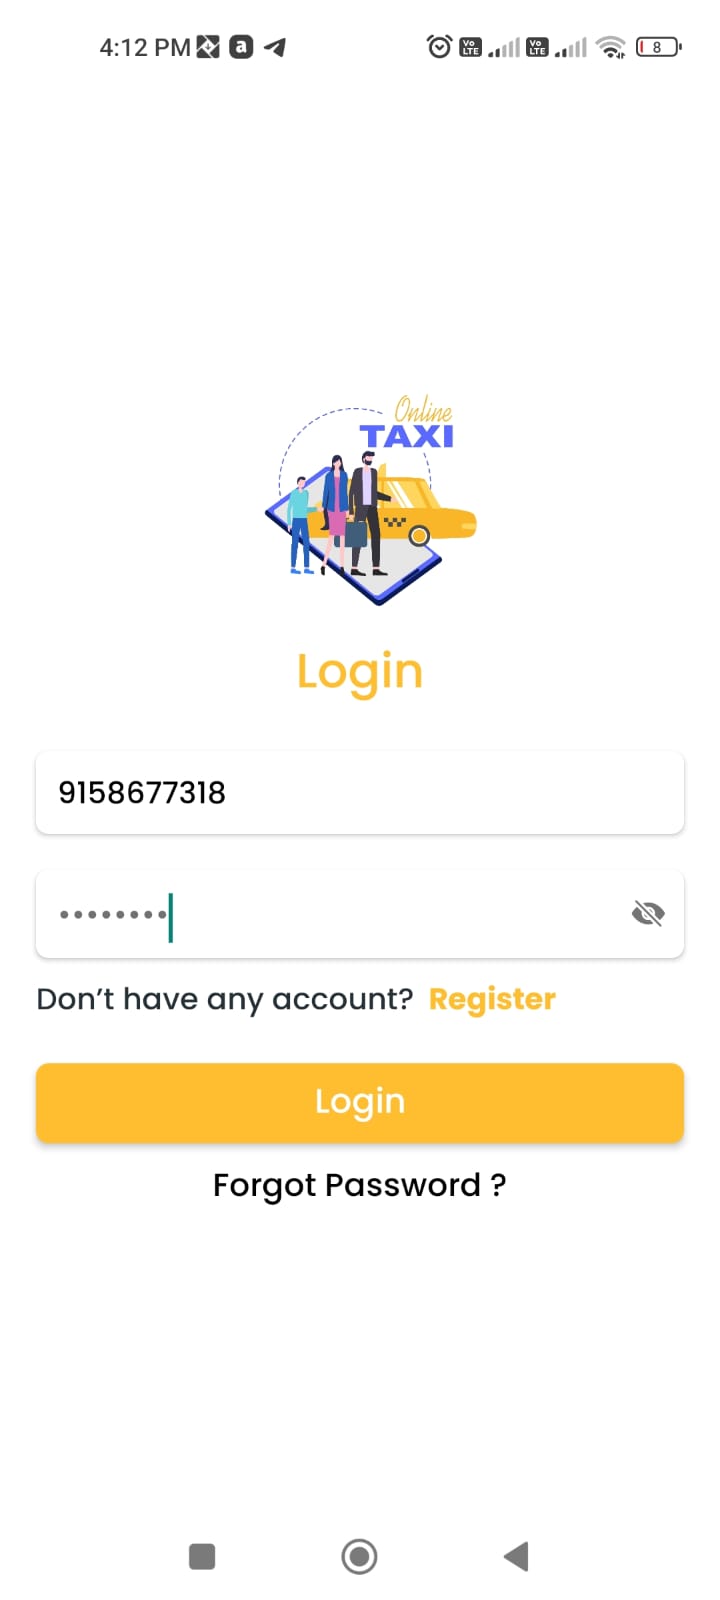 4:12 PM a Vo LTE Vo LTE 8
Online
TAXI
Login
9158677318
••••••••
Don't have any account? Register
Login
Forgot Password ?